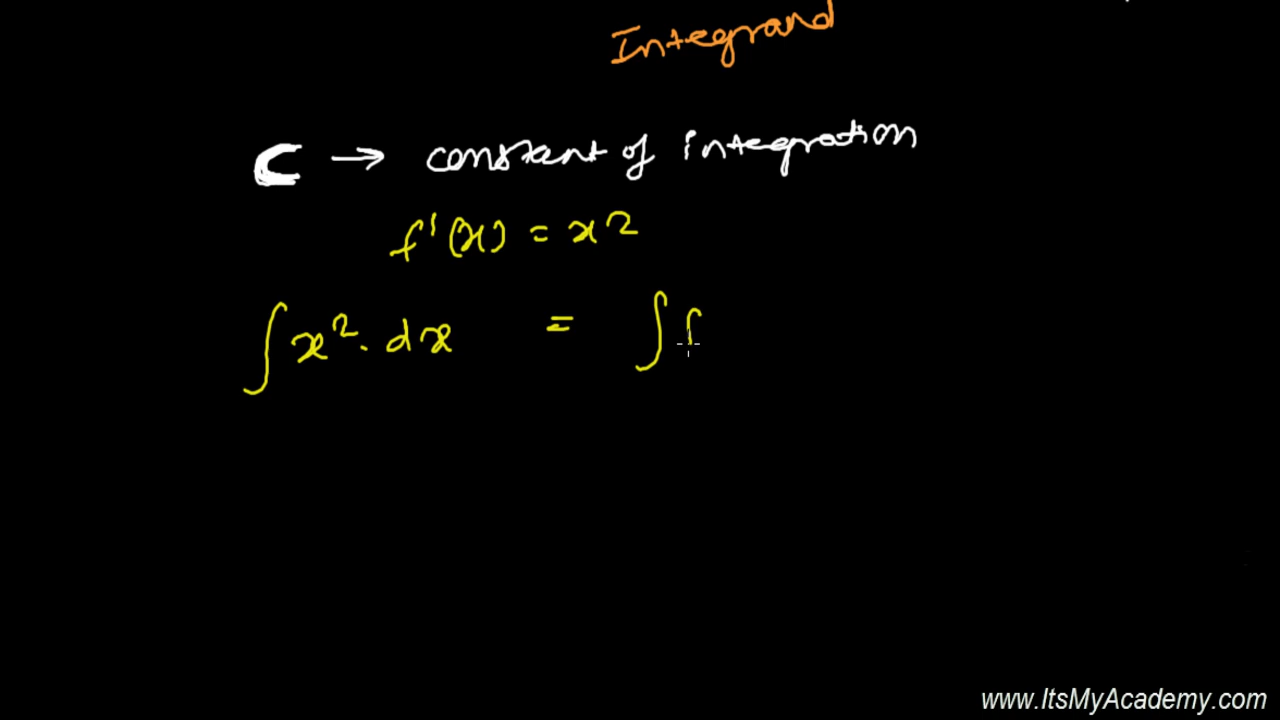 Integrand
C → constant of integration
f'(x) = x²
∫ x² . dx = ∫ f
www.ItsMyAcademy.com